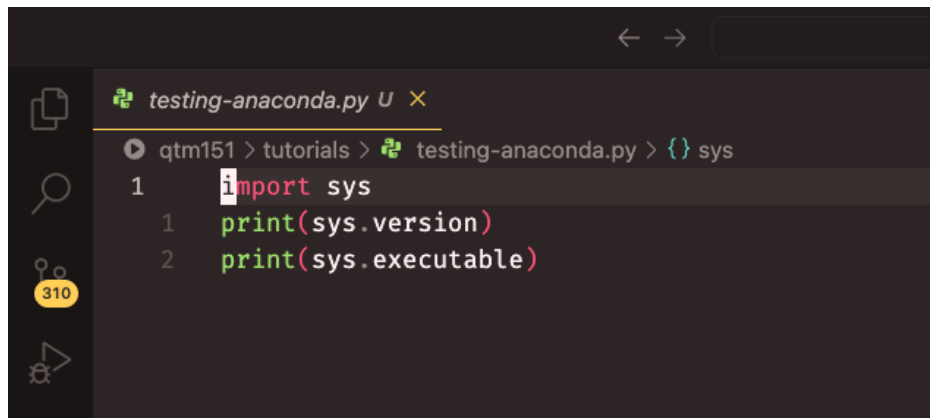 testing-anaconda.py U
qtm151 > tutorials > testing-anaconda.py > {} sys
1 import sys
1 print(sys.version)
2 print(sys.executable)
310